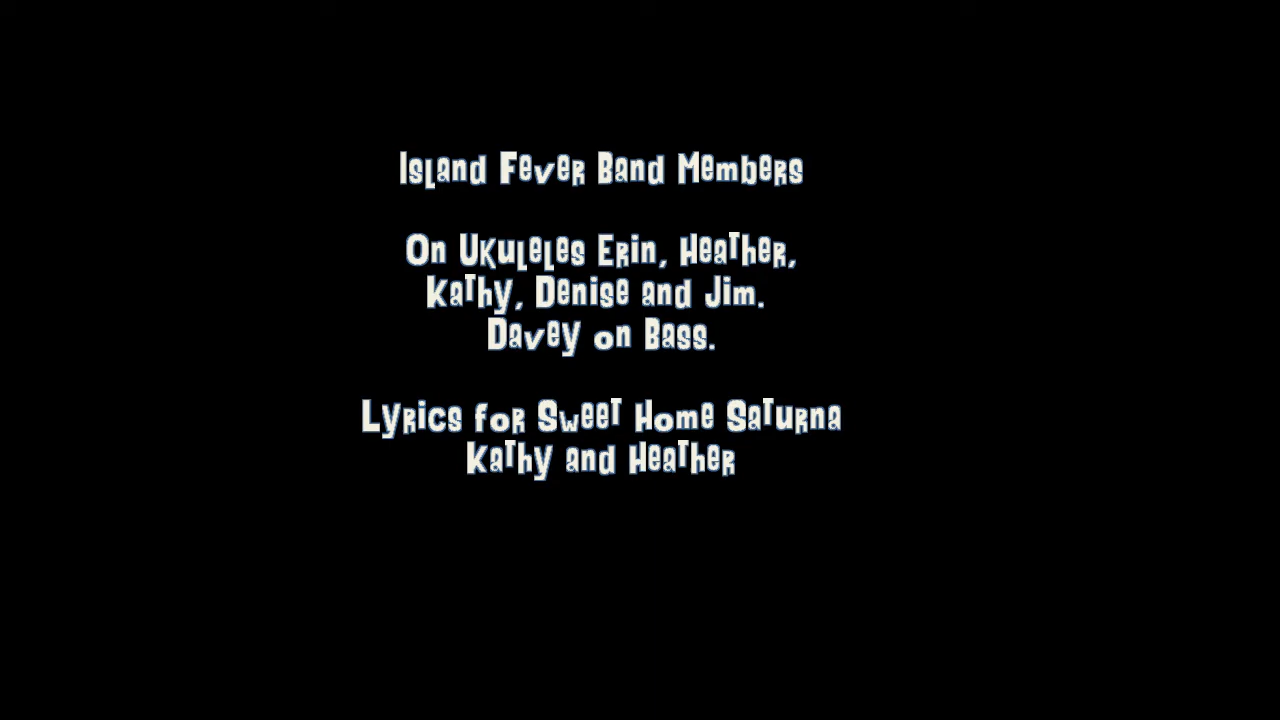 Island Fever Band Members
On Ukuleles Erin, Heather,
Kathy, Denise and Jim.
Davey on Bass.
Lyrics for Sweet Home Saturna
Kathy and Heather